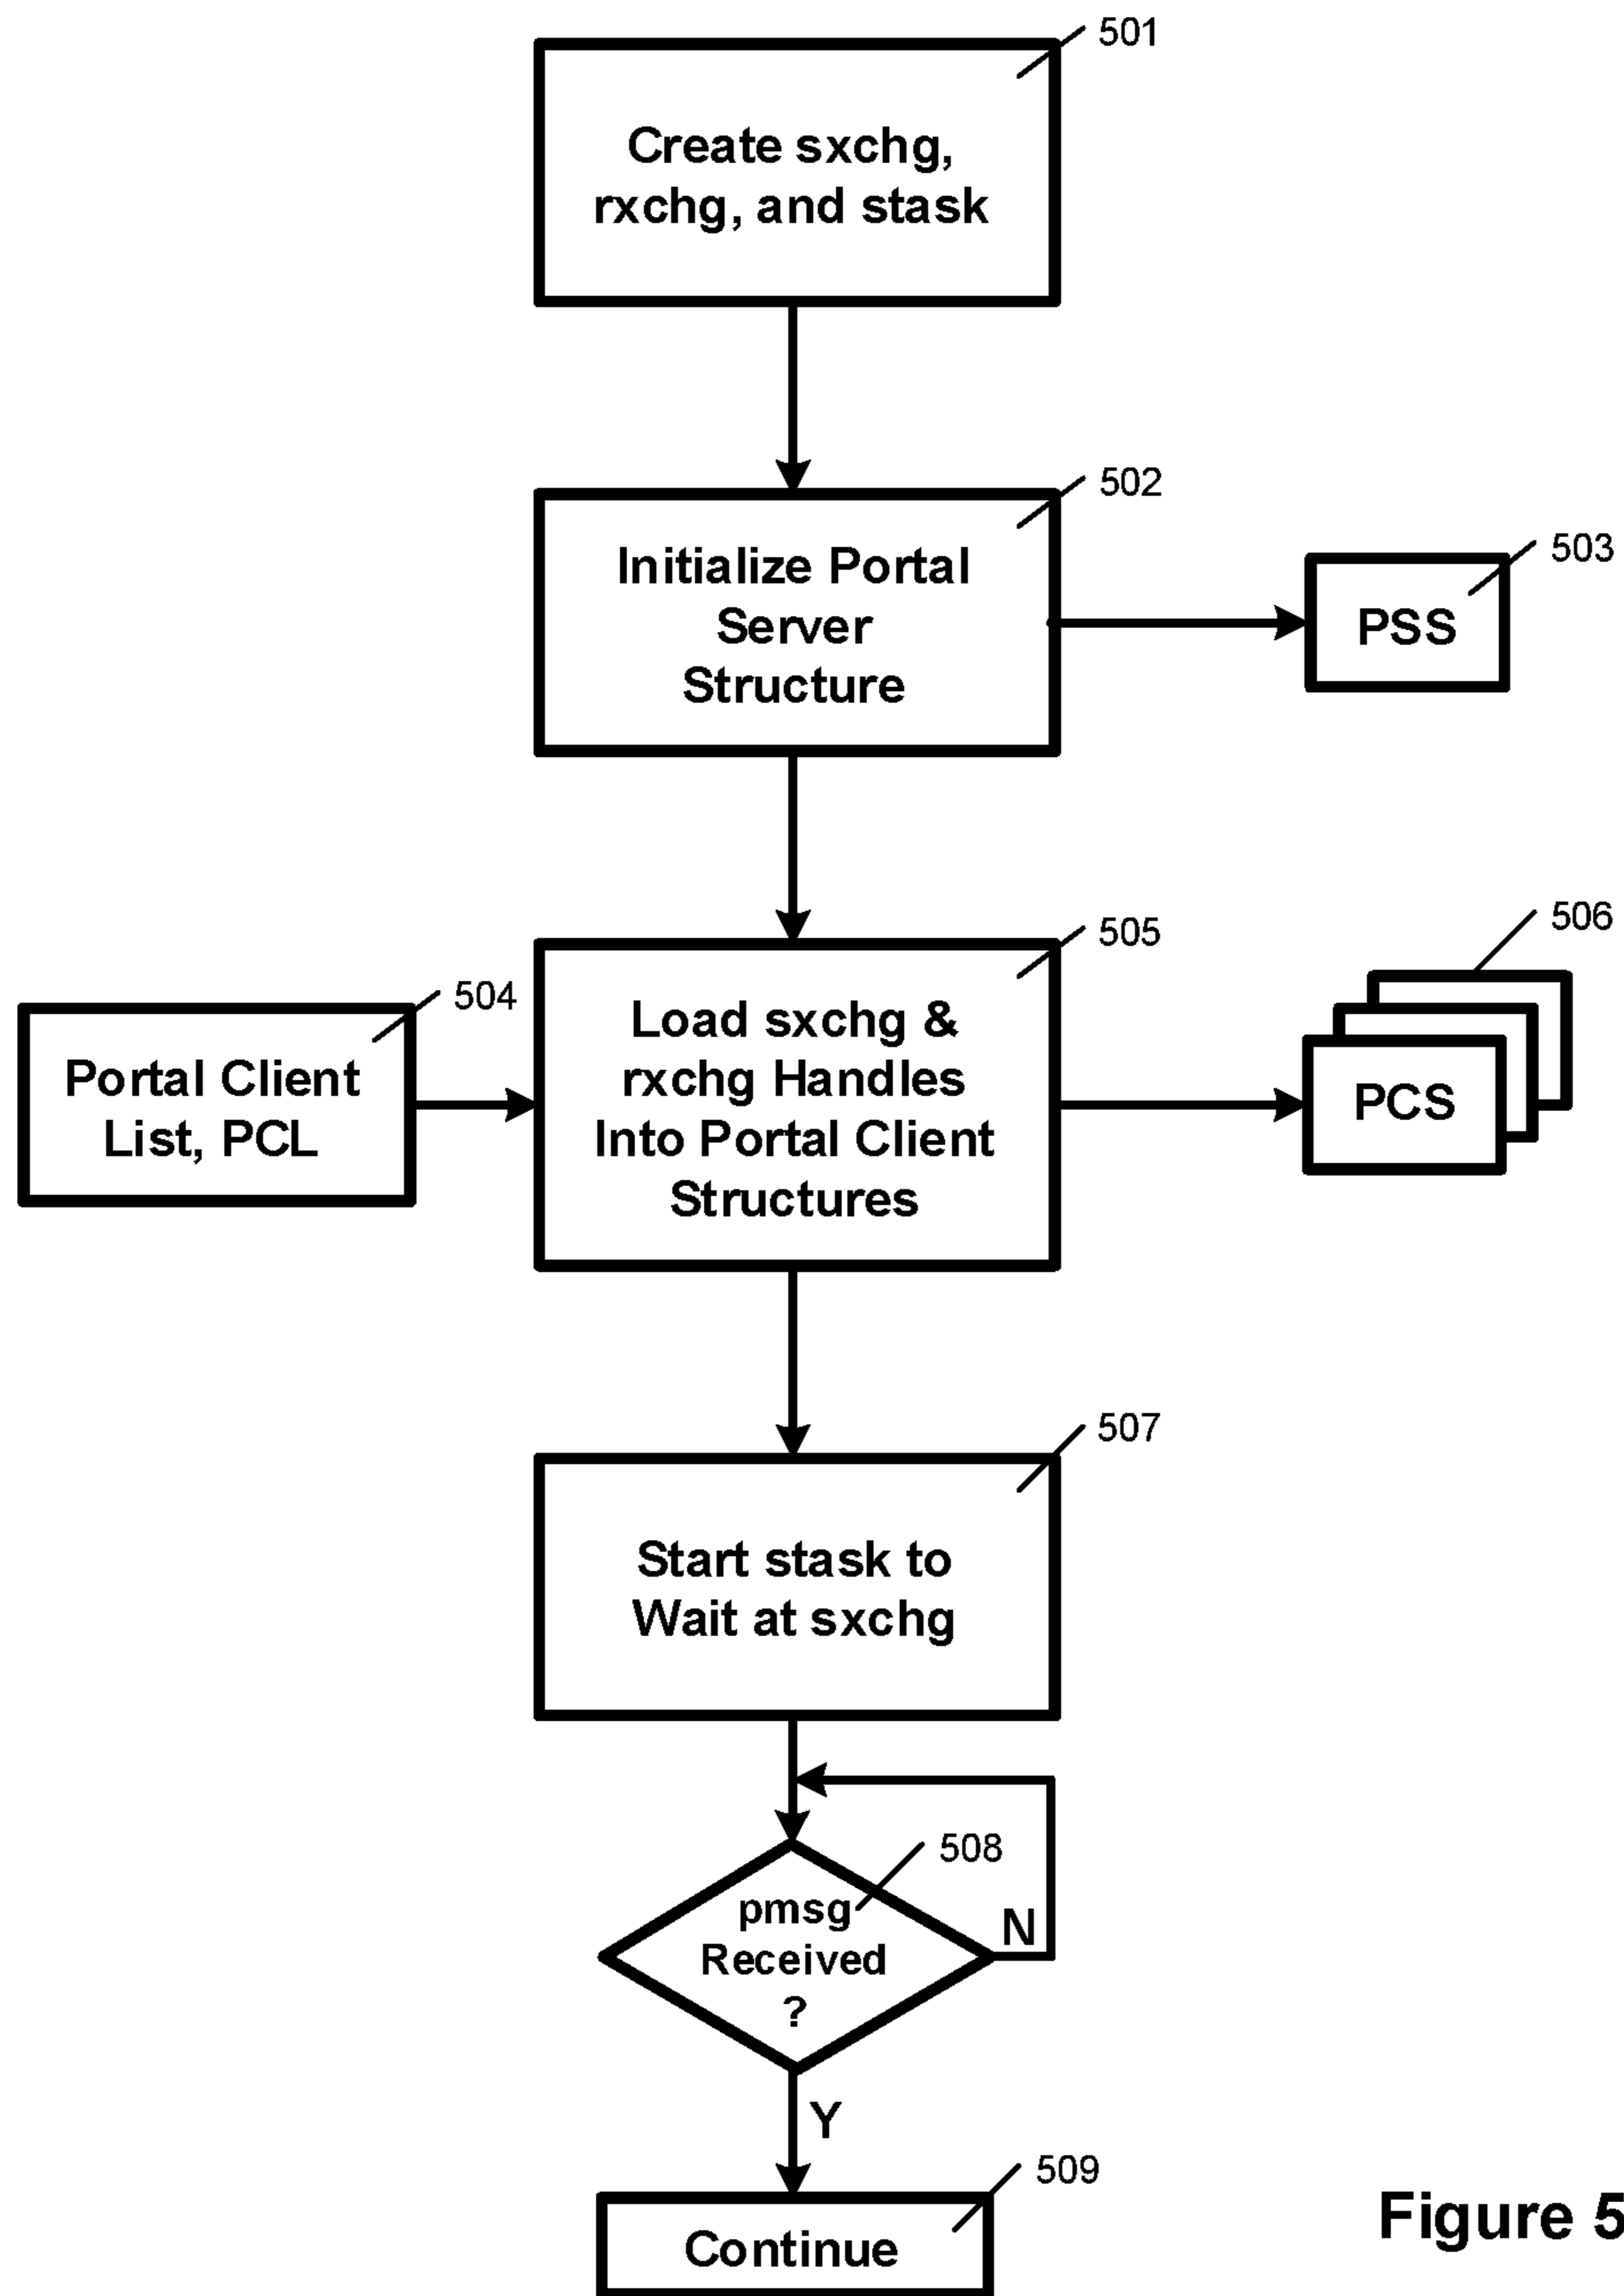 501
Create sxchg,
rxchg, and stask
502
Initialize Portal
Server
Structure
503
PSS
504
Portal Client
List, PCL
505
Load sxchg &
rxchg Handles
Into Portal Client
Structures
506
PCS
507
Start stask to
Wait at sxchg
508
pmsg
Received
?
N
Y
509
Continue
Figure 5